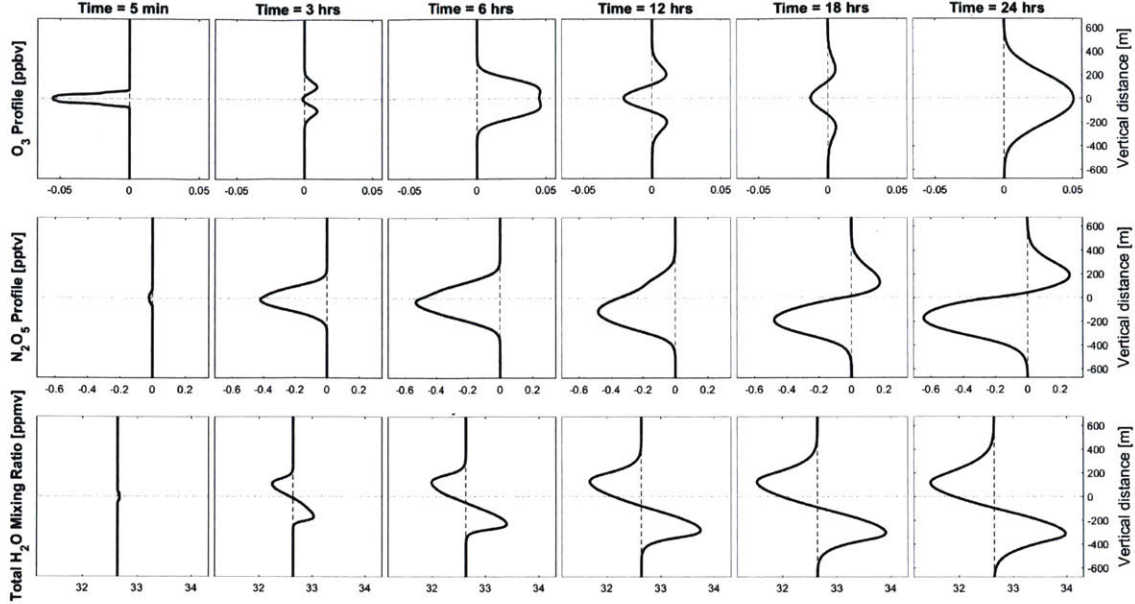 Time = 5 min Time = 3 hrs Time = 6 hrs Time = 12 hrs Time = 18 hrs Time = 24 hrs
O3 Profile [ppbv]
600
400
200
0
-200
-400
-600
Vertical distance [m]
-0.05 0 0.05 -0.05 0 0.05 -0.05 0 0.05 -0.05 0 0.05 -0.05 0 0.05 -0.05 0 0.05
N2O5 Profile [pptv]
600
400
200
0
-200
-400
-600
Vertical distance [m]
-0.6 -0.4 -0.2 0 0.2 -0.6 -0.4 -0.2 0 0.2 -0.6 -0.4 -0.2 0 0.2 -0.6 -0.4 -0.2 0 0.2 -0.6 -0.4 -0.2 0 0.2 -0.6 -0.4 -0.2 0 0.2
Total H2O Mixing Ratio [ppmv]
600
400
200
0
-200
-400
-600
Vertical distance [m]
32 33 34 32 33 34 32 33 34 32 33 34 32 33 34 32 33 34